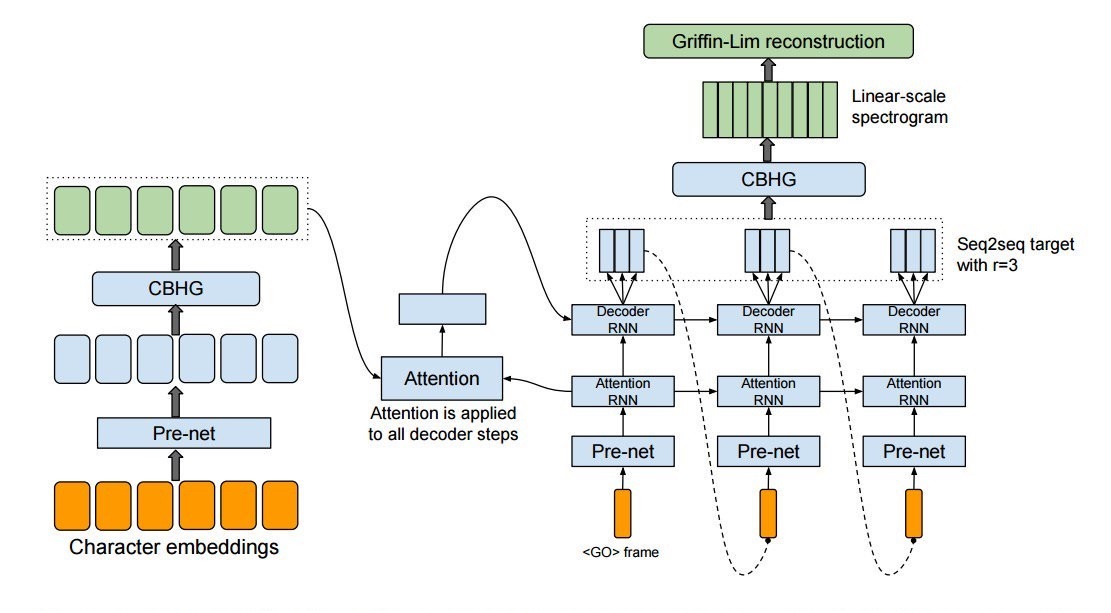 Griffin-Lim reconstruction
Linear-scale
spectrogram
CBHG
Seq2seq target
with r=3
CBHG
Decoder
RNN
Decoder
RNN
Decoder
RNN
Attention
Attention is applied
to all decoder steps
Attention
RNN
Attention
RNN
Attention
RNN
Pre-net
Pre-net
Pre-net
Pre-net
Character embeddings
<GO> frame